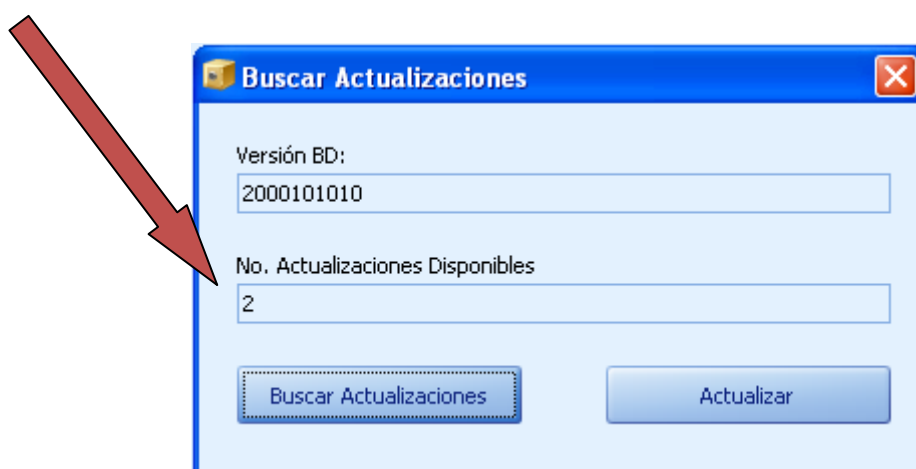 Buscar Actualizaciones
Versión BD:
2000101010
No. Actualizaciones Disponibles
2
Buscar Actualizaciones
Actualizar